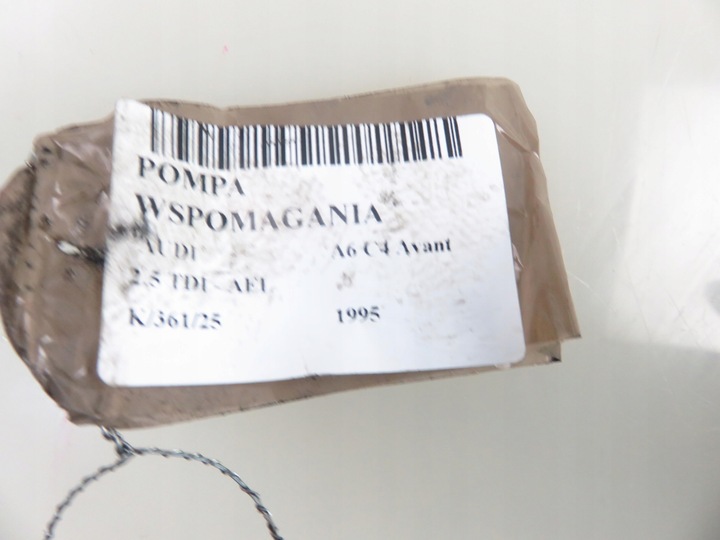 POMPA
WSPOMAGANIA
AUDI A6 C4 Avant
2.5 TDI - AEL
K/361/25 1995